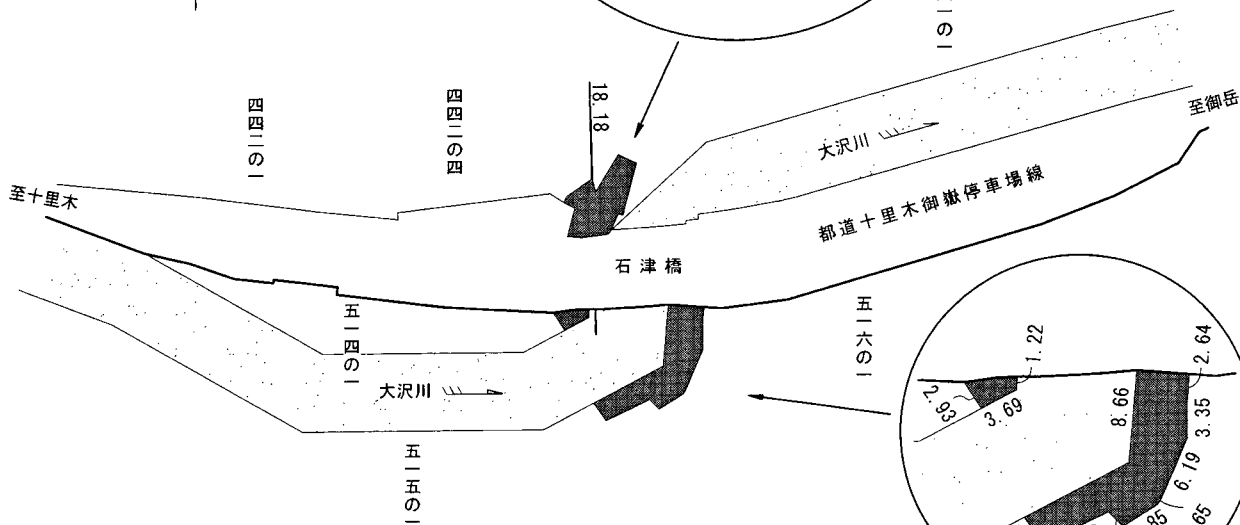 一の一
四四二の一
四四二の四
18.18
至御岳
大沢川
至十里木
都道十里木御嶽停車場線
石津橋
五一四の一
五一六の一
大沢川
五一五の一
1.22
2.64
2.93
3.69
8.66
3.35
6.19
85
65